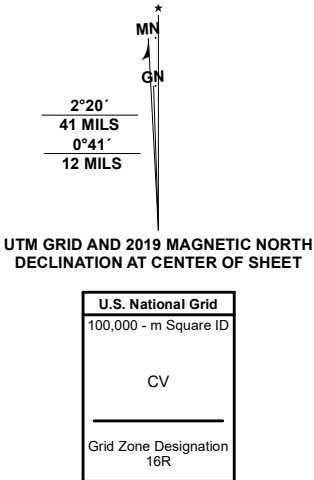 MN
GN
2°20´
41 MILS
0°41´
12 MILS
UTM GRID AND 2019 MAGNETIC NORTH
DECLINATION AT CENTER OF SHEET
U.S. National Grid
100,000 - m Square ID
CV
Grid Zone Designation
16R